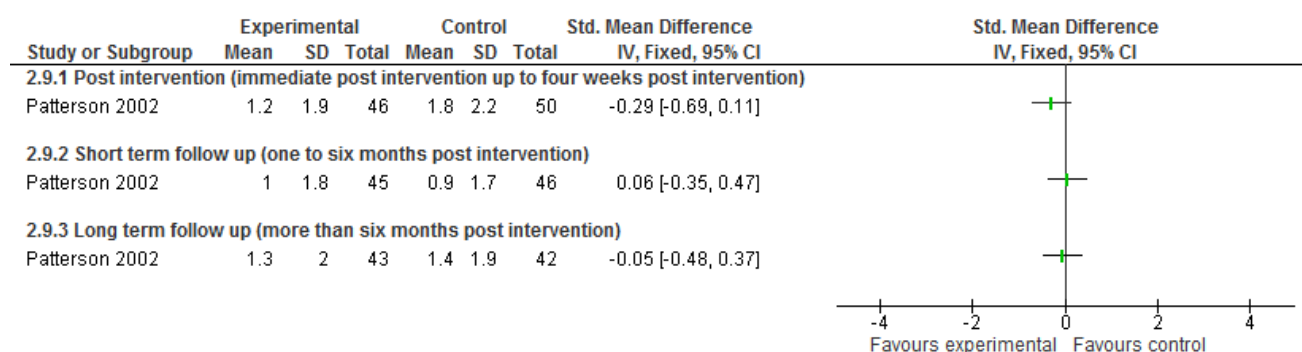 Experimental Control Std. Mean Difference Std. Mean Difference
Study or Subgroup Mean SD Total Mean SD Total IV, Fixed, 95% CI IV, Fixed, 95% CI
2.9.1 Post intervention (immediate post intervention up to four weeks post intervention)
Patterson 2002 1.2 1.9 46 1.8 2.2 50 -0.29 [-0.69, 0.11]
2.9.2 Short term follow up (one to six months post intervention)
Patterson 2002 1 1.8 45 0.9 1.7 46 0.06 [-0.35, 0.47]
2.9.3 Long term follow up (more than six months post intervention)
Patterson 2002 1.3 2 43 1.4 1.9 42 -0.05 [-0.48, 0.37]
-4 -2 0 2 4
Favours experimental Favours control